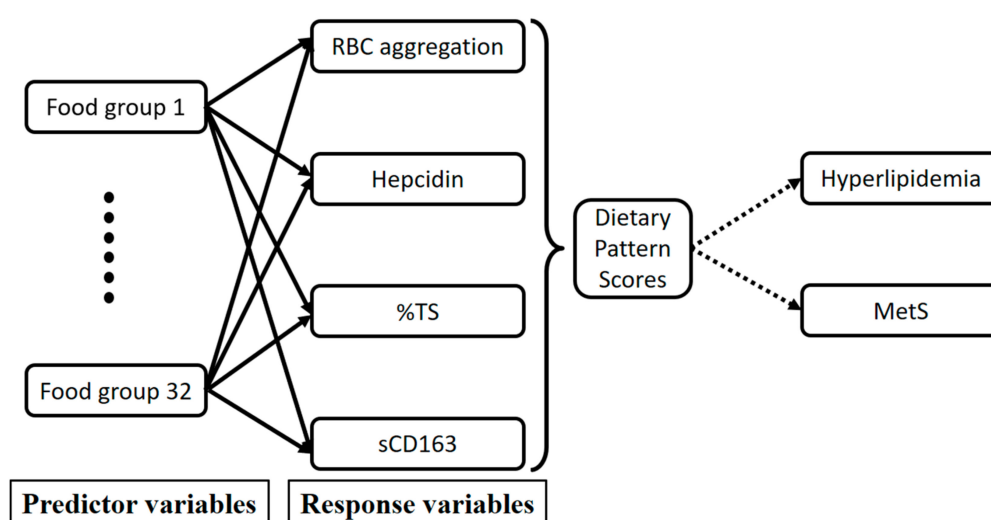 Food group 1
Food group 32
Predictor variables
RBC aggregation
Hepcidin
%TS
sCD163
Response variables
Dietary
Pattern
Scores
Hyperlipidemia
MetS